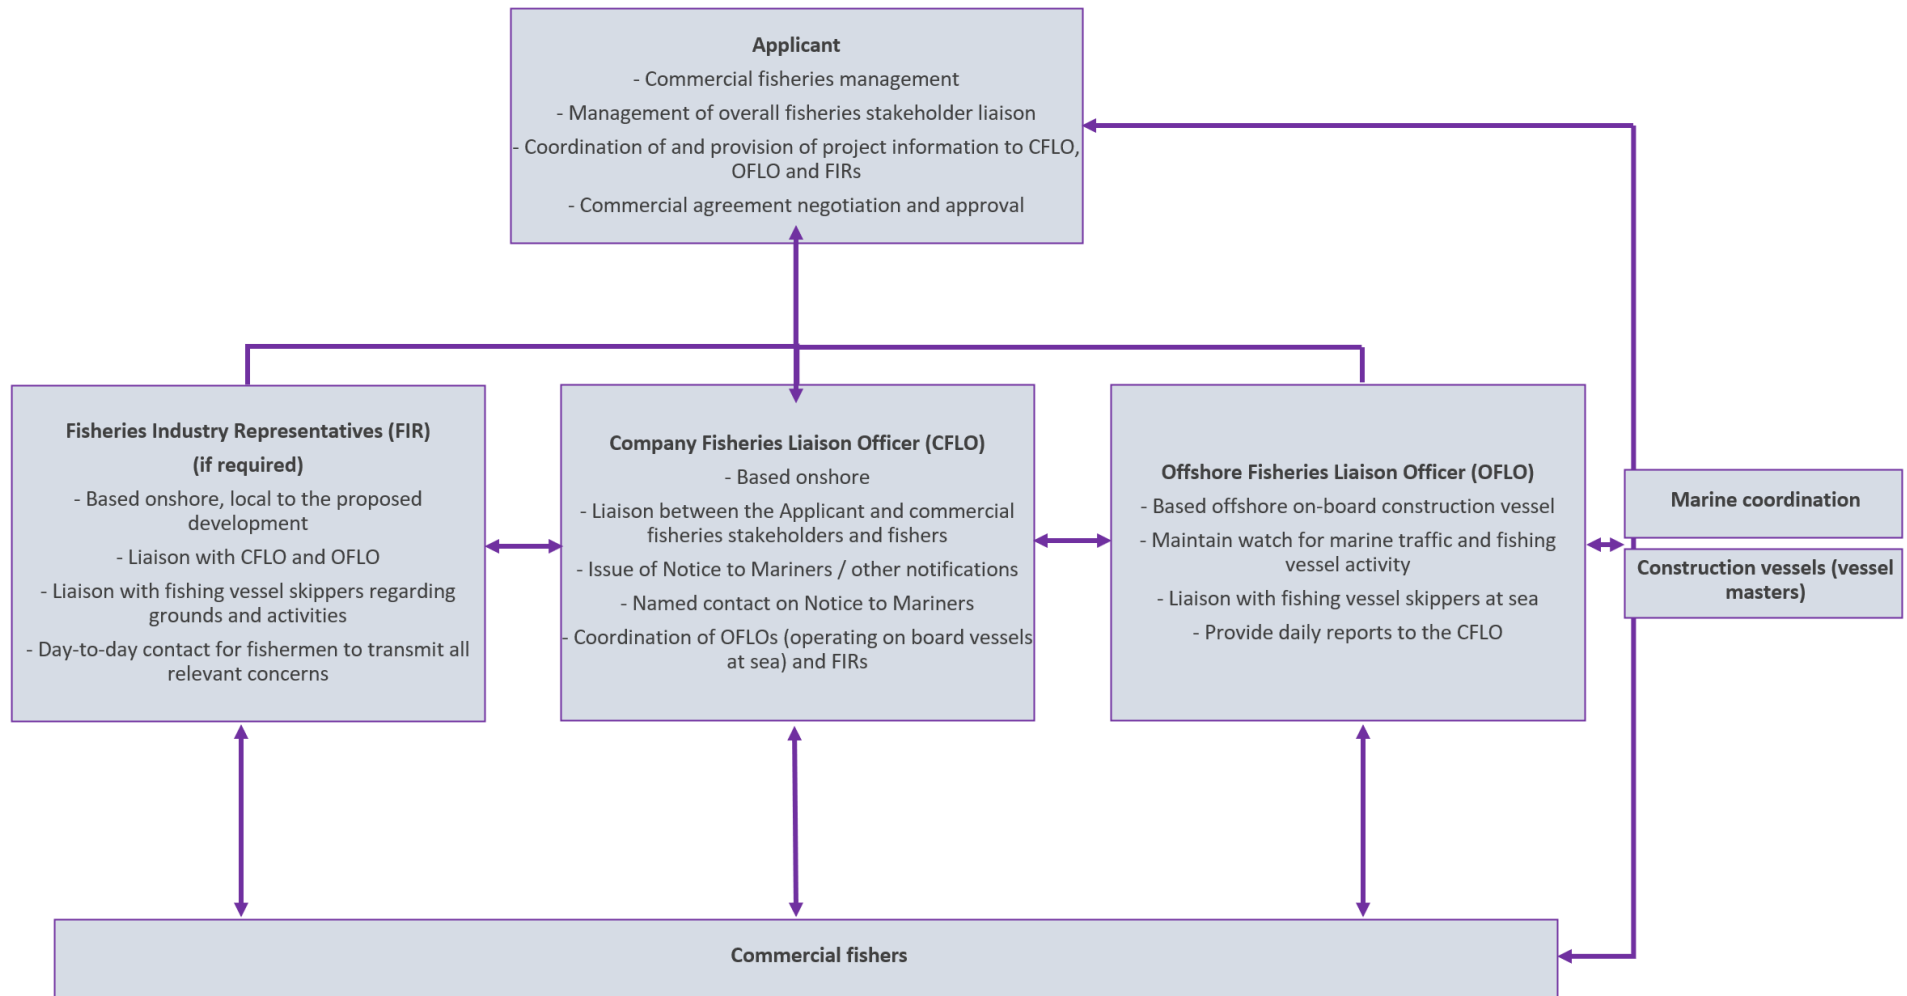 Applicant
- Commercial fisheries management
- Management of overall fisheries stakeholder liaison
- Coordination of and provision of project information to CFLO,
OFLO and FIRs
- Commercial agreement negotiation and approval
Fisheries Industry Representatives (FIR)
(if required)
- Based onshore, local to the proposed
development
- Liaison with CFLO and OFLO
- Liaison with fishing vessel skippers regarding
grounds and activities
- Day-to-day contact for fishermen to transmit all
relevant concerns
Company Fisheries Liaison Officer (CFLO)
- Based onshore
- Liaison between the Applicant and commercial
fisheries stakeholders and fishers
- Issue of Notice to Mariners / other notifications
- Named contact on Notice to Mariners
- Coordination of OFLOs (operating on board vessels
at sea) and FIRs
Offshore Fisheries Liaison Officer (OFLO)
- Based offshore on-board construction vessel
- Maintain watch for marine traffic and fishing
vessel activity
- Liaison with fishing vessel skippers at sea
- Provide daily reports to the CFLO
Marine coordination
Construction vessels (vessel
masters)
Commercial fishers